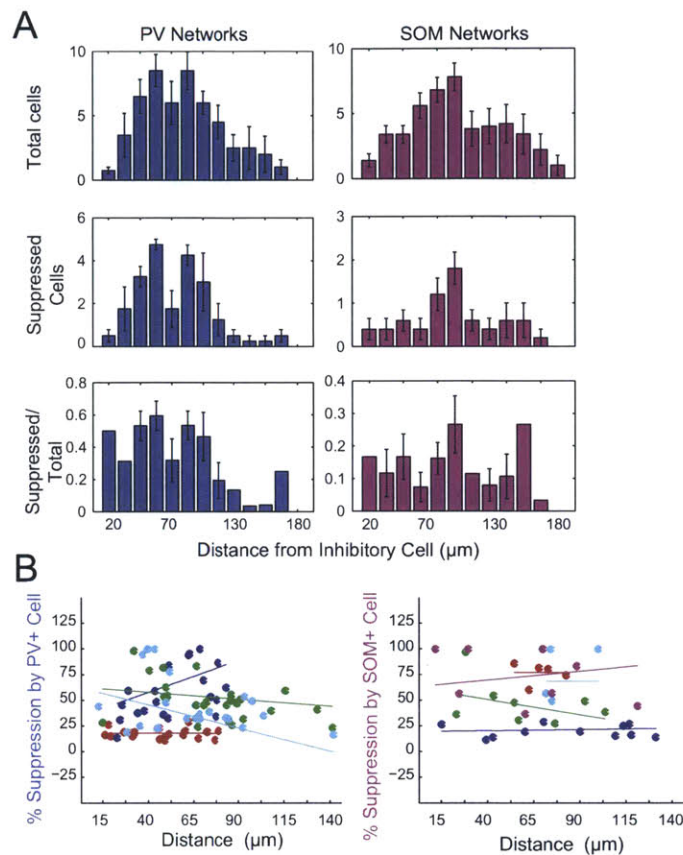 A
PV Networks
SOM Networks
Total cells
10
5
0
10
5
0
Suppressed
Cells
6
4
2
0
3
2
1
0
Suppressed/
Total
0.8
0.6
0.4
0.2
0
0.4
0.3
0.2
0.1
0
20 70 130 180
20 70 130 180
Distance from Inhibitory Cell (µm)
B
% Suppression by PV+ Cell
125
100
75
50
25
0
−25
15 40 65 90 115 140
Distance (µm)
% Suppression by SOM+ Cell
125
100
75
50
25
0
−25
15 40 65 90 115 140
Distance (µm)